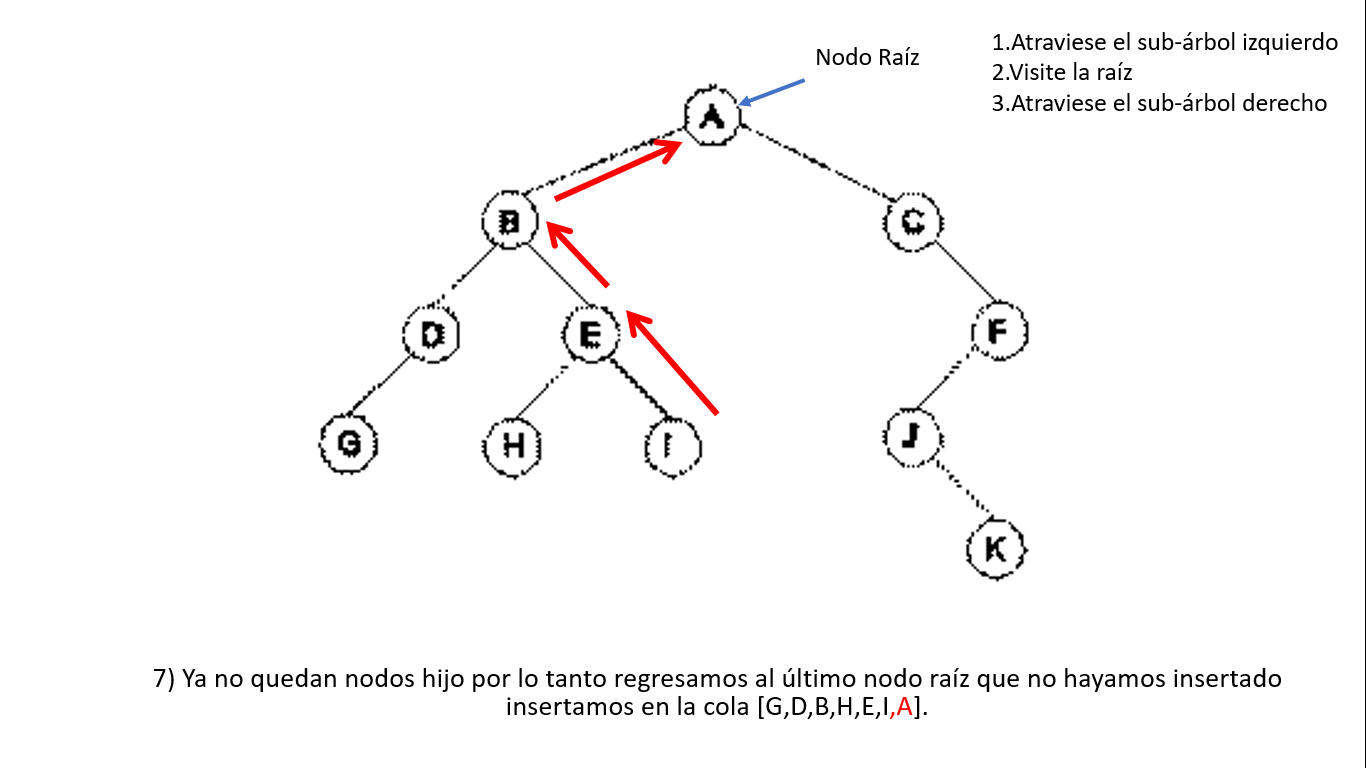 Nodo Raíz
1.Atraviese el sub-árbol izquierdo
2.Visite la raíz
3.Atraviese el sub-árbol derecho
A
B
C
D
E
F
G
H
I
J
K
7) Ya no quedan nodos hijo por lo tanto regresamos al último nodo raíz que no hayamos insertado
insertamos en la cola [G,D,B,H,E,I,A].